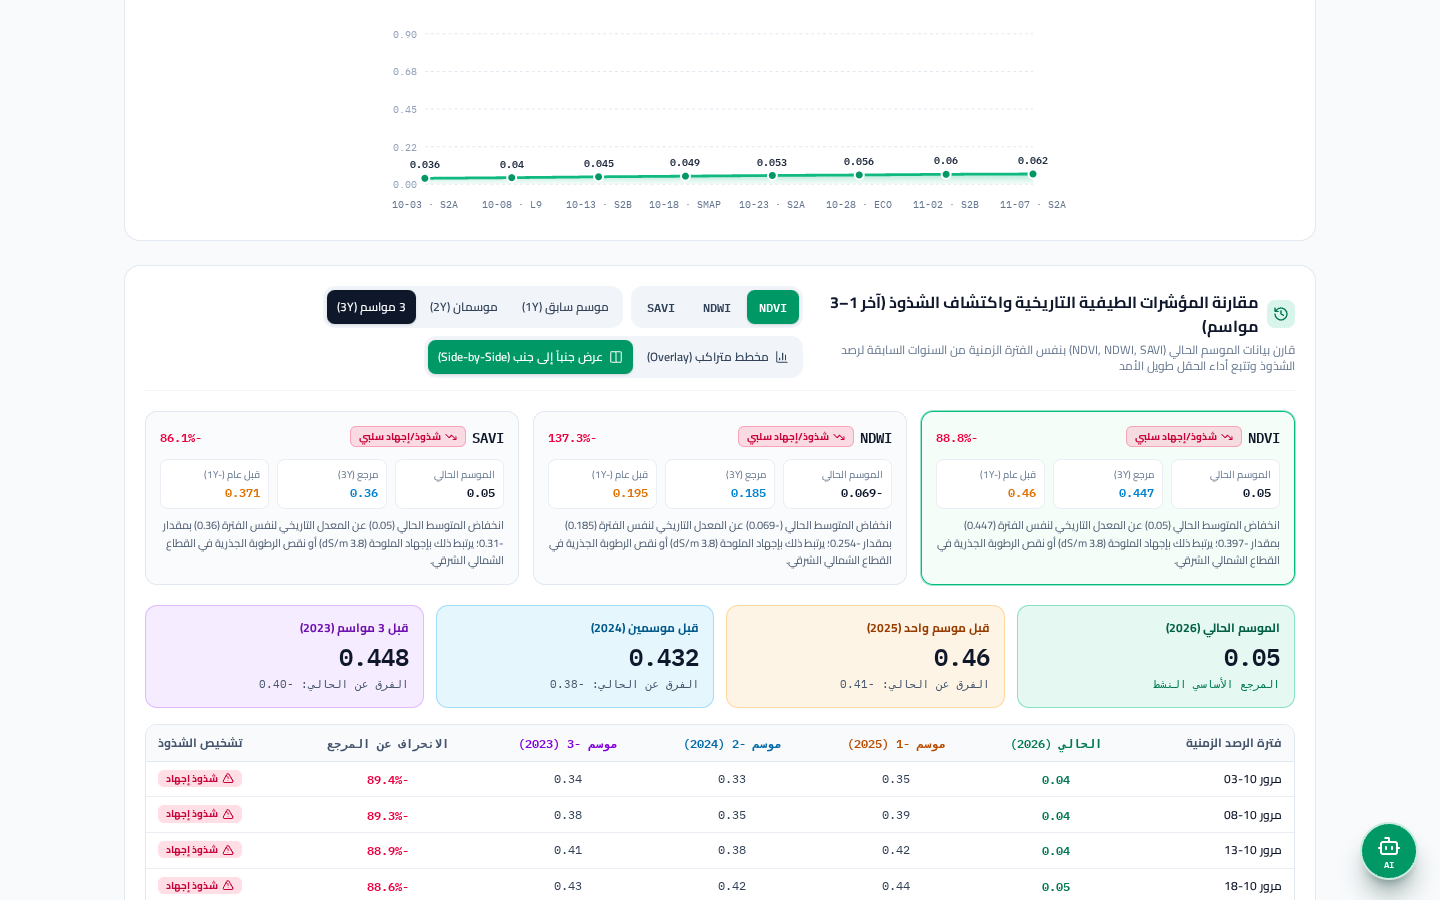 0.90
0.68
0.45
0.22
0.00
0.036
0.04
0.045
0.049
0.053
0.056
0.06
0.062
10-03 · S2A
10-08 · L9
10-13 · S2B
10-18 · SMAP
10-23 · S2A
10-28 · ECO
11-02 · S2B
11-07 · S2A
مقارنة المؤشرات الطيفية التاريخية واكتشاف الشذوذ (آخر 1–3
مواسم)
قارن بيانات الموسم الحالي (NDVI, NDWI, SAVI) بنفس الفترة الزمنية من السنوات السابقة لرصد
الشذوذ وتتبع أداء الحقل طويل الأمد
NDVI
NDWI
SAVI
موسم سابق (1Y)
موسمان (2Y)
3 مواسم (3Y)
مخطط متراكب (Overlay)
عرض جنباً إلى جنب (Side-by-Side)
NDVI
شذوذ/إجهاد سلبي
88.8%-
الموسم الحالي
0.05
مرجع (3Y)
0.447
قبل عام (-1Y)
0.46
انخفاض المتوسط الحالي (0.05) عن المعدل التاريخي لنفس الفترة (0.447)
بمقدار -0.397؛ يرتبط ذلك بإجهاد الملوحة (3.8 dS/m) أو نقص الرطوبة الجذرية في
القطاع الشمالي الشرقي.
NDWI
شذوذ/إجهاد سلبي
137.3%-
الموسم الحالي
0.069-
مرجع (3Y)
0.185
قبل عام (-1Y)
0.195
انخفاض المتوسط الحالي (-0.069) عن المعدل التاريخي لنفس الفترة (0.185)
بمقدار -0.254؛ يرتبط ذلك بإجهاد الملوحة (3.8 dS/m) أو نقص الرطوبة الجذرية في
القطاع الشمالي الشرقي.
SAVI
شذوذ/إجهاد سلبي
86.1%-
الموسم الحالي
0.05
مرجع (3Y)
0.36
قبل عام (-1Y)
0.371
انخفاض المتوسط الحالي (0.05) عن المعدل التاريخي لنفس الفترة (0.36) بمقدار
-0.31؛ يرتبط ذلك بإجهاد الملوحة (3.8 dS/m) أو نقص الرطوبة الجذرية في القطاع
الشمالي الشرقي.
الموسم الحالي (2026)
0.05
المرجع الأساسي النشط
قبل موسم واحد (2025)
0.46
الفرق عن الحالي: -0.41
قبل موسمين (2024)
0.432
الفرق عن الحالي: -0.38
قبل 3 مواسم (2023)
0.448
الفرق عن الحالي: -0.40
فترة الرصد الزمنية
الحالي (2026)
موسم -1 (2025)
موسم -2 (2024)
موسم -3 (2023)
الانحراف عن المرجع
تشخيص الشذوذ
مرور 10-03
0.04
0.35
0.33
0.34
89.4%-
شذوذ إجهاد
مرور 10-08
0.04
0.39
0.35
0.38
89.3%-
شذوذ إجهاد
مرور 10-13
0.04
0.42
0.38
0.41
88.9%-
شذوذ إجهاد
مرور 10-18
0.05
0.44
0.42
0.43
88.6%-
شذوذ إجهاد
AI